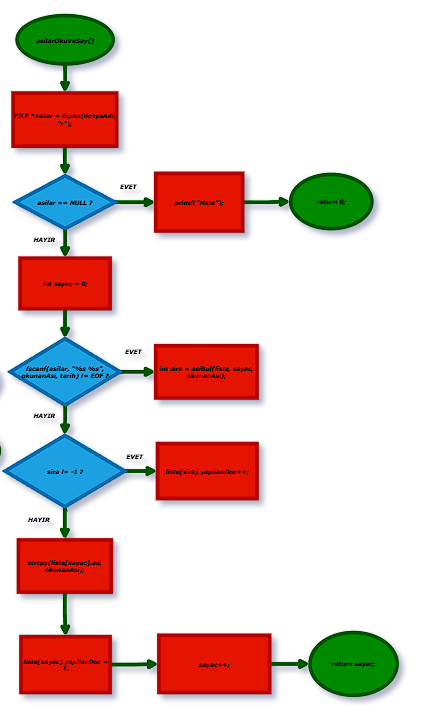 asilarOkuVeSay()
FILE *asilar = fopen(dosyaAdi,
"r");
asilar == NULL ?
EVET
printf("Hata");
return 0;
HAYIR
int sayac = 0;
fscanf(asilar, "%s %s",
okunanAsi, tarih) != EOF ?
EVET
int sira = asiBul(liste, sayac,
okunanAsi);
HAYIR
sira != -1 ?
EVET
liste[sira].yapilanDoz++;
HAYIR
strcpy(liste[sayac].ad,
okunanAsi);
liste[sayac].yapilanDoz =
1;
sayac++;
return sayac;